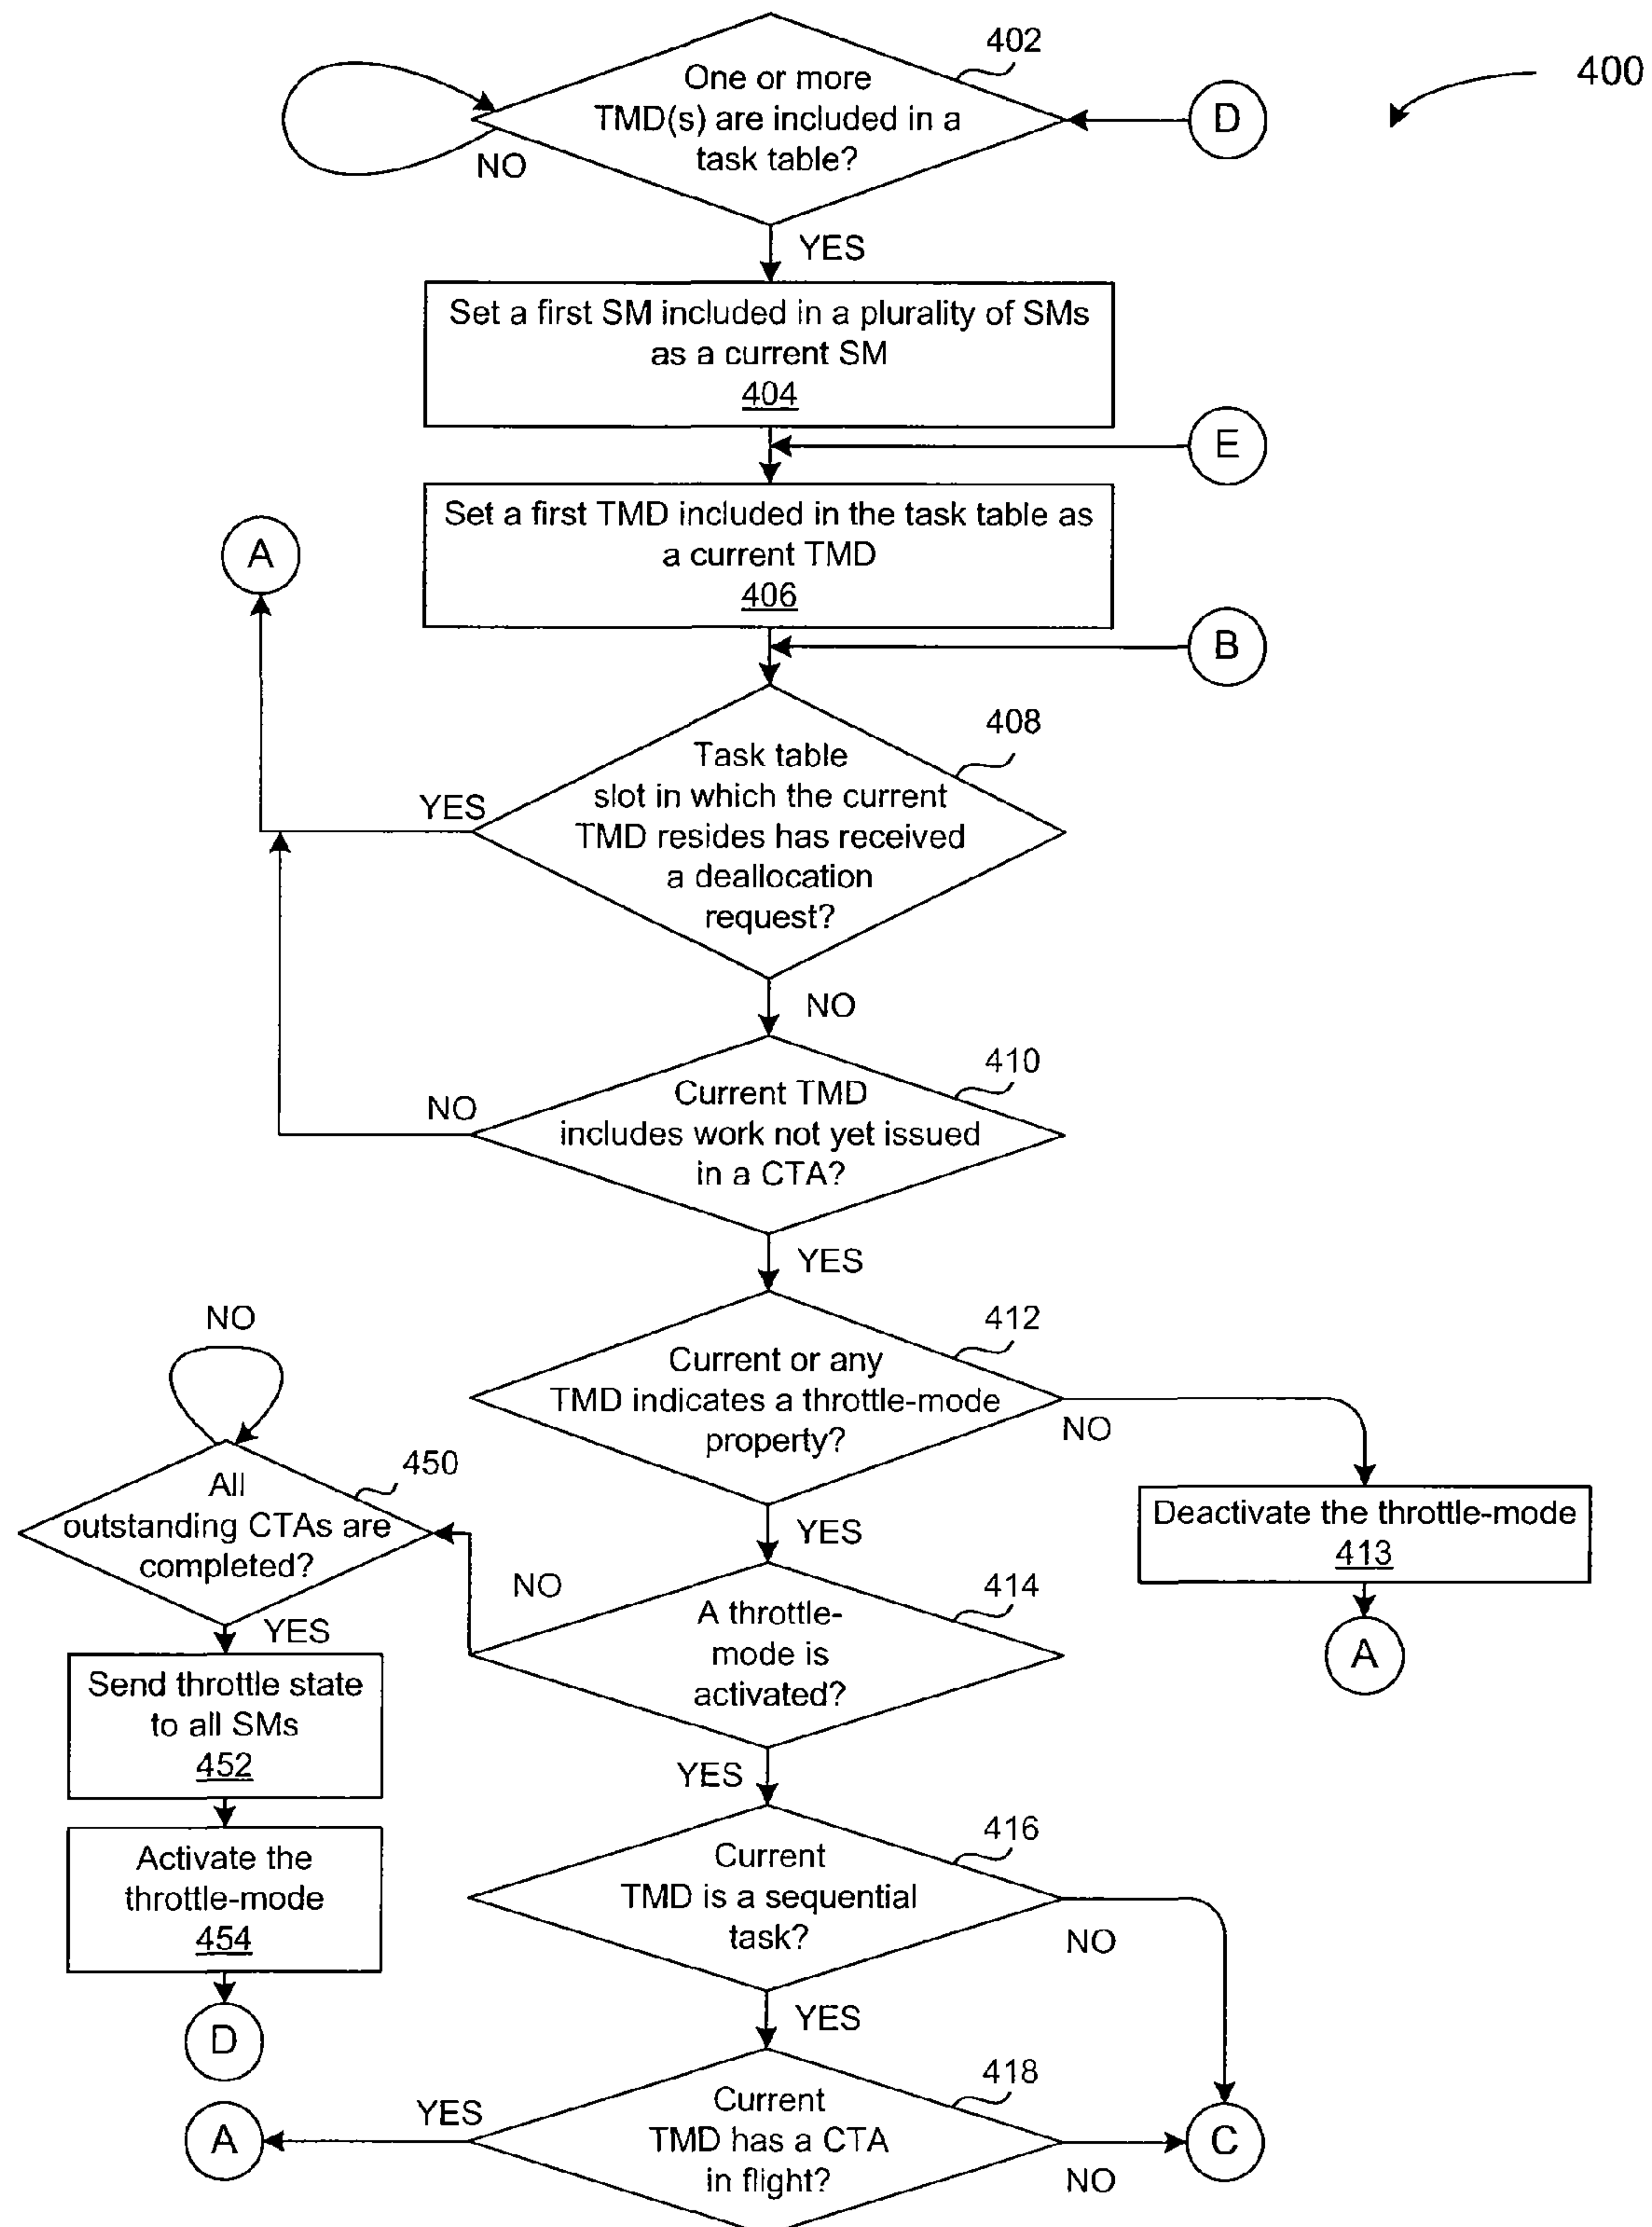 402
400
One or more
TMD(s) are included in a
task table?
D
NO
YES
Set a first SM included in a plurality of SMs
as a current SM
404
E
Set a first TMD included in the task table as
a current TMD
406
A
B
408
Task table
slot in which the current
TMD resides has received
a deallocation
request?
YES
NO
410
Current TMD
includes work not yet issued
in a CTA?
NO
YES
412
Current or any
TMD indicates a throttle-mode
property?
NO
YES
Deactivate the throttle-mode
413
A
414
A throttle-
mode is
activated?
NO
YES
NO
450
All
outstanding CTAs are
completed?
YES
Send throttle state
to all SMs
452
Activate the
throttle-mode
454
D
416
Current
TMD is a sequential
task?
NO
YES
418
Current
TMD has a CTA
in flight?
YES
A
NO
C